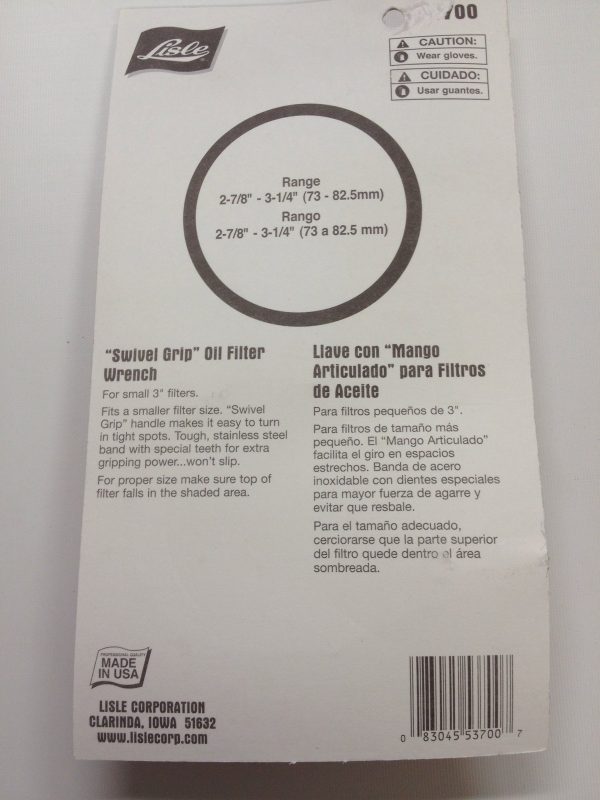 Lisle
700
CAUTION:
Wear gloves.
CUIDADO:
Usar guantes.
Range
2-7/8" - 3-1/4" (73 - 82.5mm)
Rango
2-7/8" - 3-1/4" (73 a 82.5 mm)
"Swivel Grip" Oil Filter
Wrench
For small 3" filters.
Fits a smaller filter size. "Swivel
Grip" handle makes it easy to turn
in tight spots. Tough, stainless steel
band with special teeth for extra
gripping power...won't slip.
For proper size make sure top of
filter falls in the shaded area.
Llave con "Mango
Articulado" para Filtros
de Aceite
Para filtros pequeños de 3".
Para filtros de tamaño más
pequeño. El "Mango Articulado"
facilita el giro en espacios
estrechos. Banda de acero
inoxidable con dientes especiales
para mayor fuerza de agarre y
evitar que resbale.
Para el tamaño adecuado,
cerciorarse que la parte superior
del filtro quede dentro el área
sombreada.
PROFESSIONAL QUALITY
MADE
IN USA
LISLE CORPORATION
CLARINDA, IOWA 51632
www.lislecorp.com
0 83045 53700 7